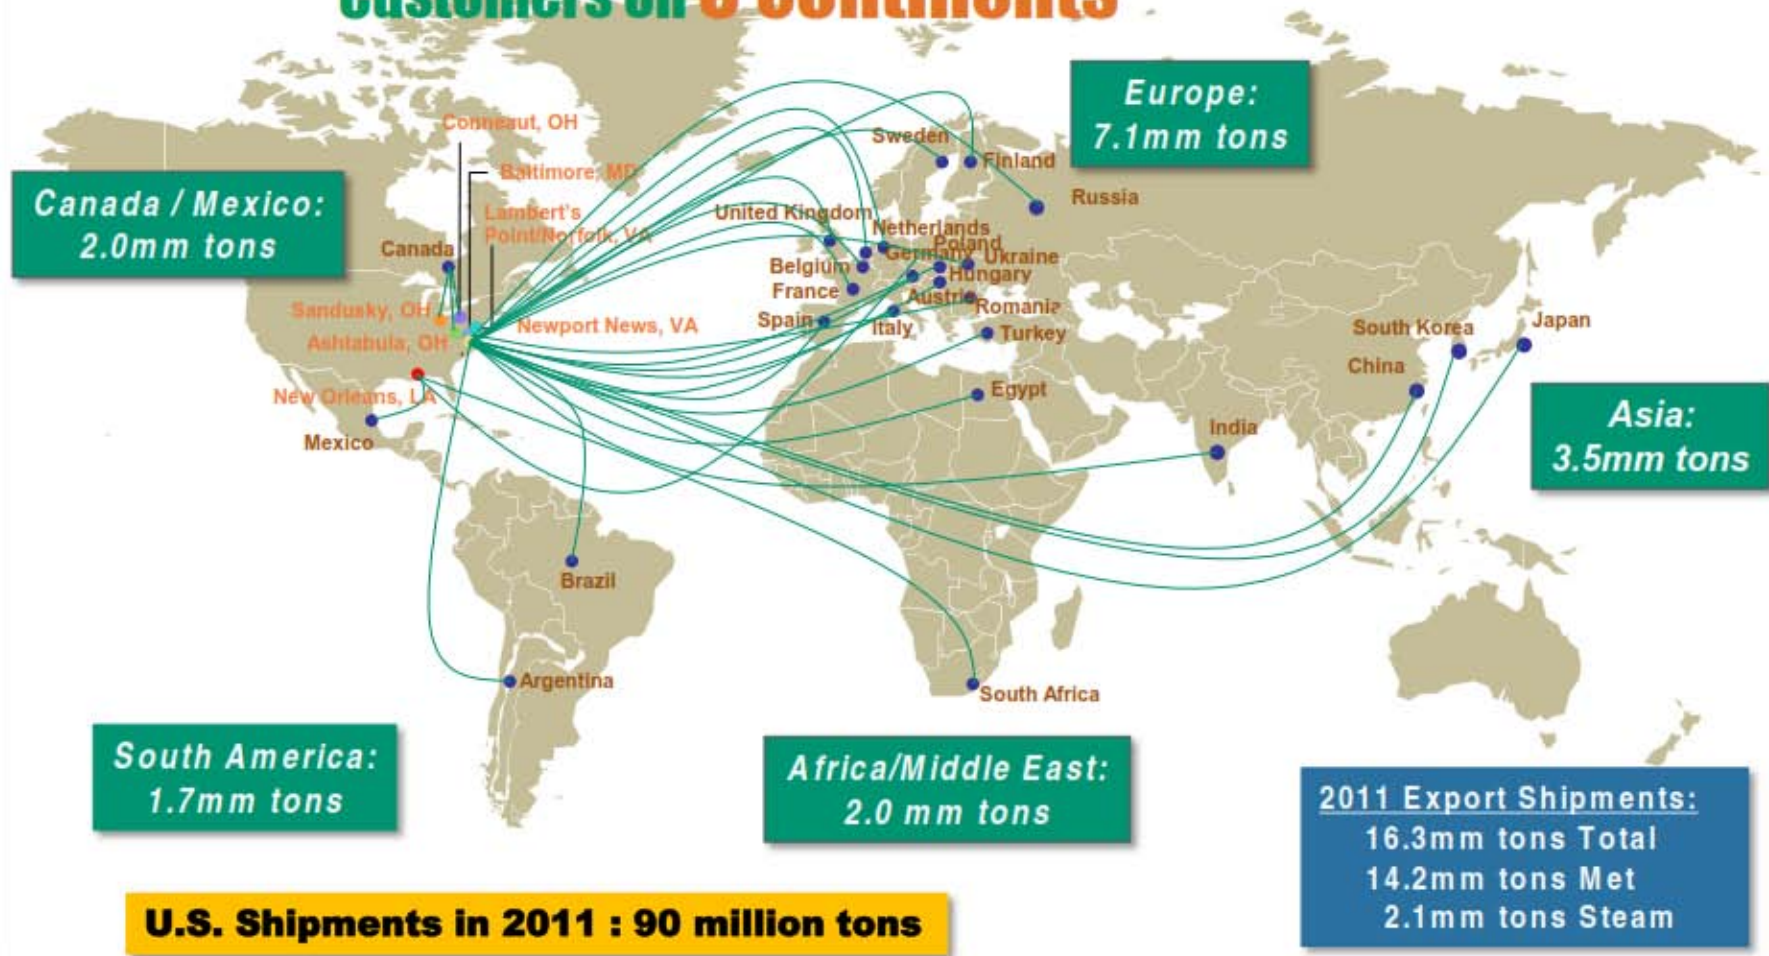 Customers on 5 Continents
Europe:
7.1mm tons
Conneaut, OH
Sweden
Finland
Baltimore, MD
Canada / Mexico:
2.0mm tons
Russia
Lambert's
Point/Norfolk, VA
United Kingdom
Netherlands
Poland
Canada
Germany
Ukraine
Belgium
Hungary
France
Austria
Romania
Sandusky, OH
Newport News, VA
Spain
Italy
Turkey
South Korea
Japan
Ashtabula, OH
China
New Orleans, LA
Egypt
Asia:
3.5mm tons
Mexico
India
Brazil
Argentina
South Africa
South America:
1.7mm tons
Africa/Middle East:
2.0 mm tons
2011 Export Shipments:
16.3mm tons Total
14.2mm tons Met
2.1mm tons Steam
U.S. Shipments in 2011 : 90 million tons